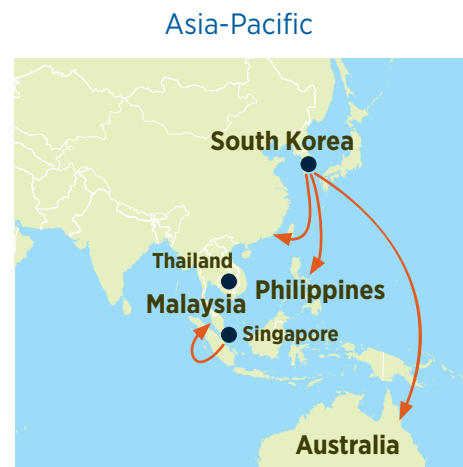 Asia-Pacific
South Korea
Thailand
Malaysia
Philippines
Singapore
Australia